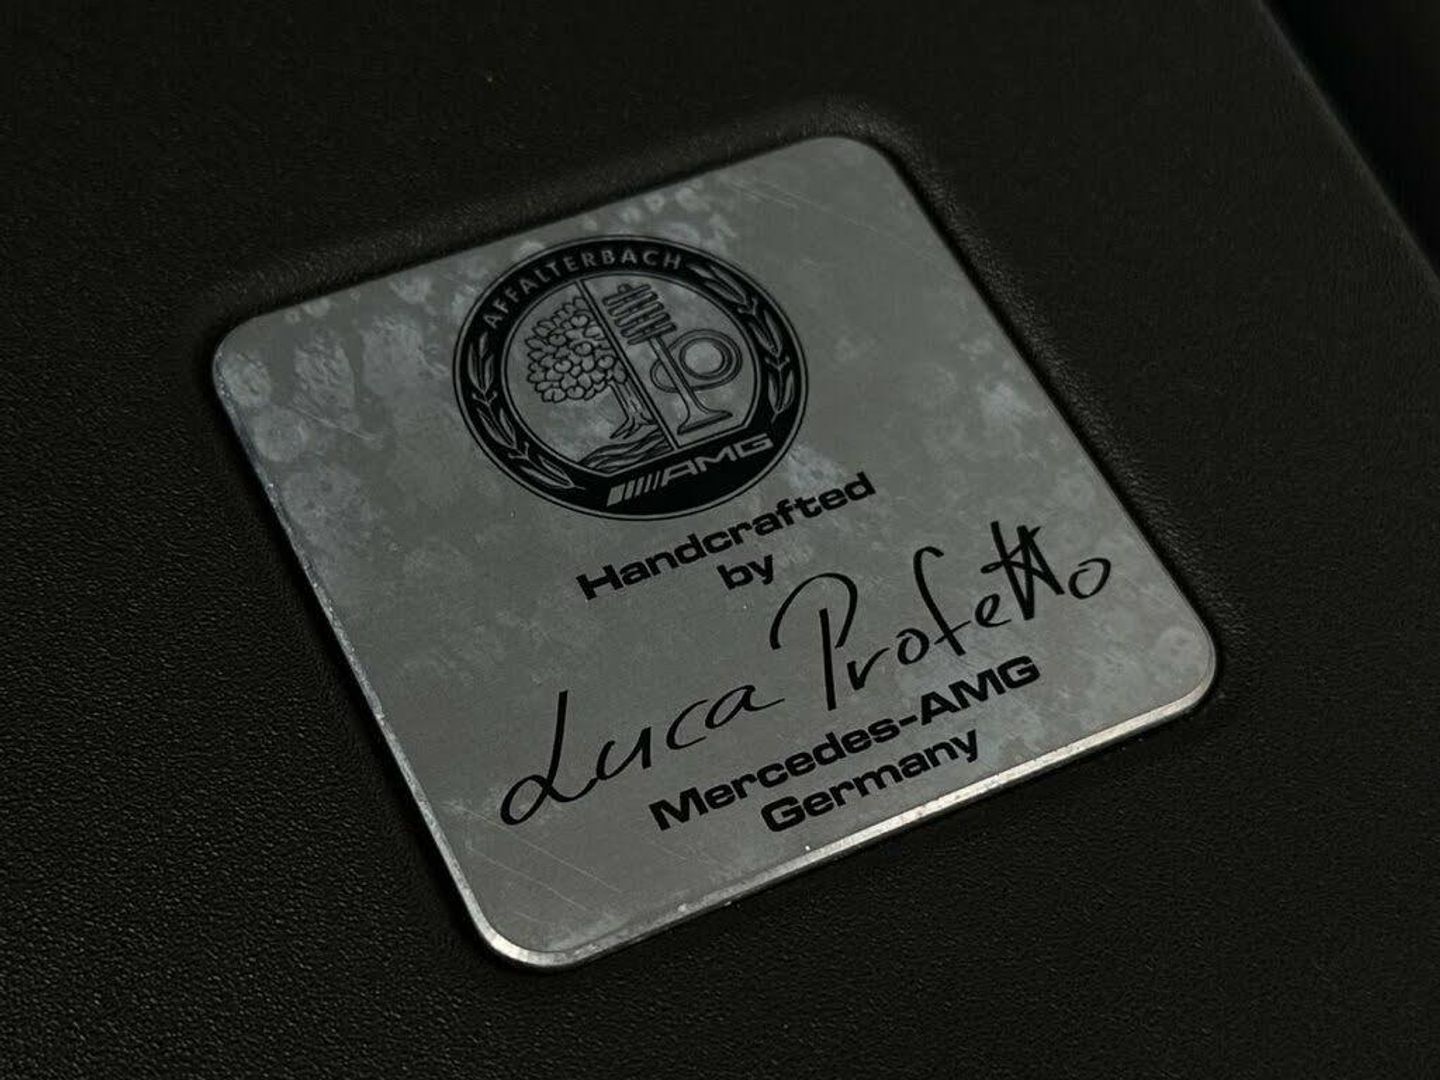 AFFALTERBACH
AMG
Handcrafted
by
Luca Profetto
Mercedes-AMG
Germany